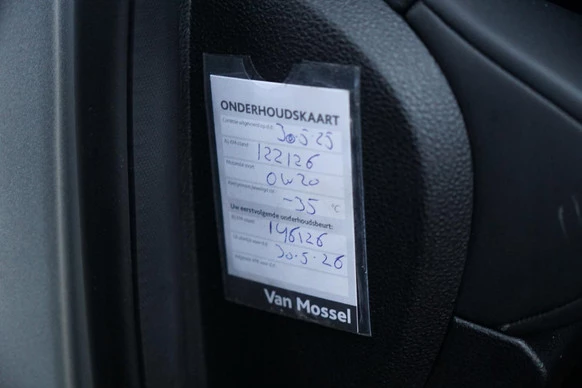 ONDERHOUDSKAART
30-5-25
122126
0W20
-35 °C
Uw eerstvolgende onderhoudsbeurt:
146126
30-5-26
Van Mossel